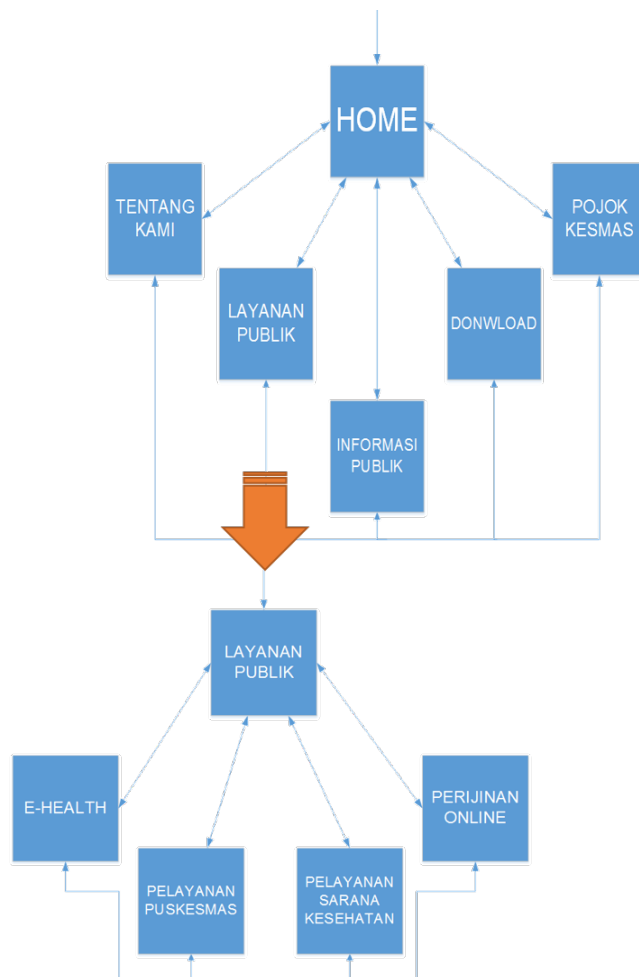 HOME
TENTANG
KAMI
POJOK
KESMAS
LAYANAN
PUBLIK
DONWLOAD
INFORMASI
PUBLIK
LAYANAN
PUBLIK
E-HEALTH
PERIJINAN
ONLINE
PELAYANAN
PUSKESMAS
PELAYANAN
SARANA
KESEHATAN